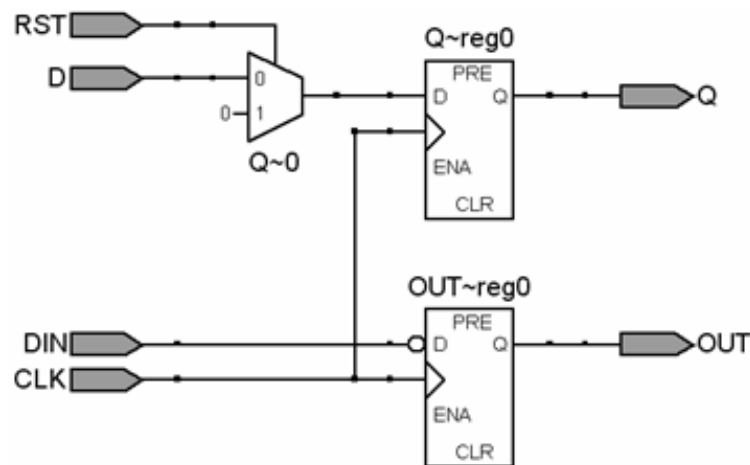 RST
D
0
0
1
Q~0
Q~reg0
PRE
D
Q
ENA
CLR
Q
DIN
CLK
OUT~reg0
PRE
D
Q
ENA
CLR
OUT